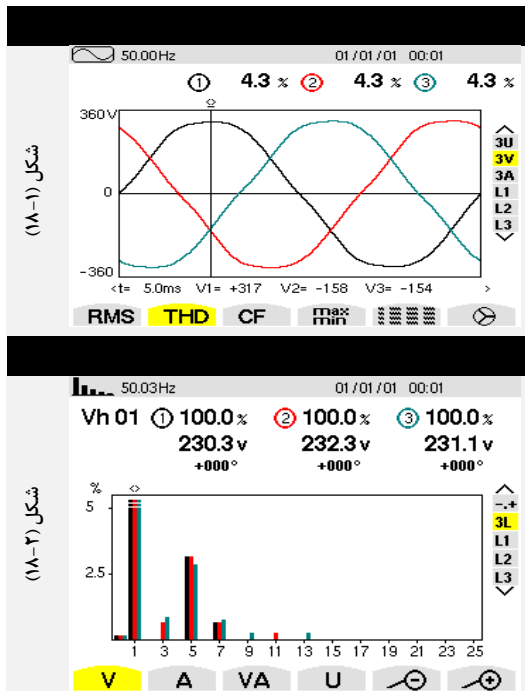 50.00Hz 01/01/01 00:01
① 4.3 % ② 4.3 % ③ 4.3 %
360V
0
-360
3U
3V
3A
L1
L2
L3
<t= 5.0ms V1= +317 V2= -158 V3= -154 >
RMS THD CF max min
شکل (۱-۱۸)
50.03Hz 01/01/01 00:01
Vh 01 ① 100.0 % ② 100.0 % ③ 100.0 %
230.3 v 232.3 v 231.1 v
+000° +000° +000°
%
5
2.5
-.+
3L
L1
L2
L3
1 3 5 7 9 11 13 15 17 19 21 23 25
V A VA U
شکل (۲-۱۸)